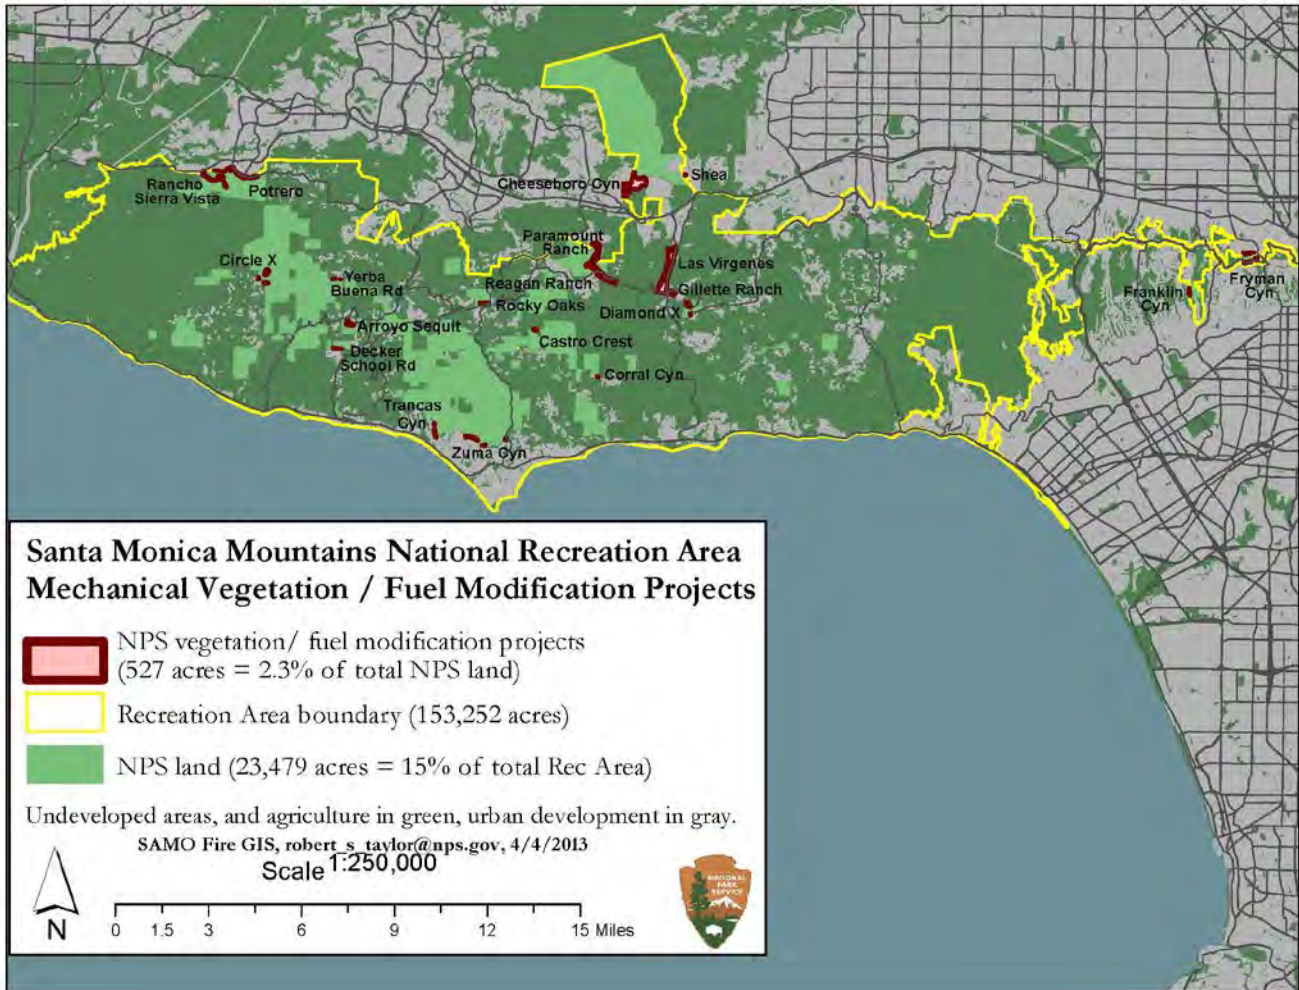 Shea
Cheeseboro Cyn
Rancho
Sierra Vista
Potrero
Paramount
Ranch
Las Virgenes
Circle X
Yerba
Buena Rd
Reagan Ranch
Gillette Ranch
Franklin
Cyn
Fryman
Cyn
Rocky Oaks
Diamond X
Arroyo Sequit
Castro Crest
Decker
School Rd
Corral Cyn
Trancas
Cyn
Zuma Cyn
Santa Monica Mountains National Recreation Area
Mechanical Vegetation / Fuel Modification Projects
NPS vegetation/ fuel modification projects
(527 acres = 2.3% of total NPS land)
Recreation Area boundary (153,252 acres)
NPS land (23,479 acres = 15% of total Rec Area)
Undeveloped areas, and agriculture in green, urban development in gray.
SAMO Fire GIS, robert_s_taylor@nps.gov, 4/4/2013
Scale 1:250,000
N
0 1.5 3 6 9 12 15 Miles
NATIONAL
PARK
SERVICE